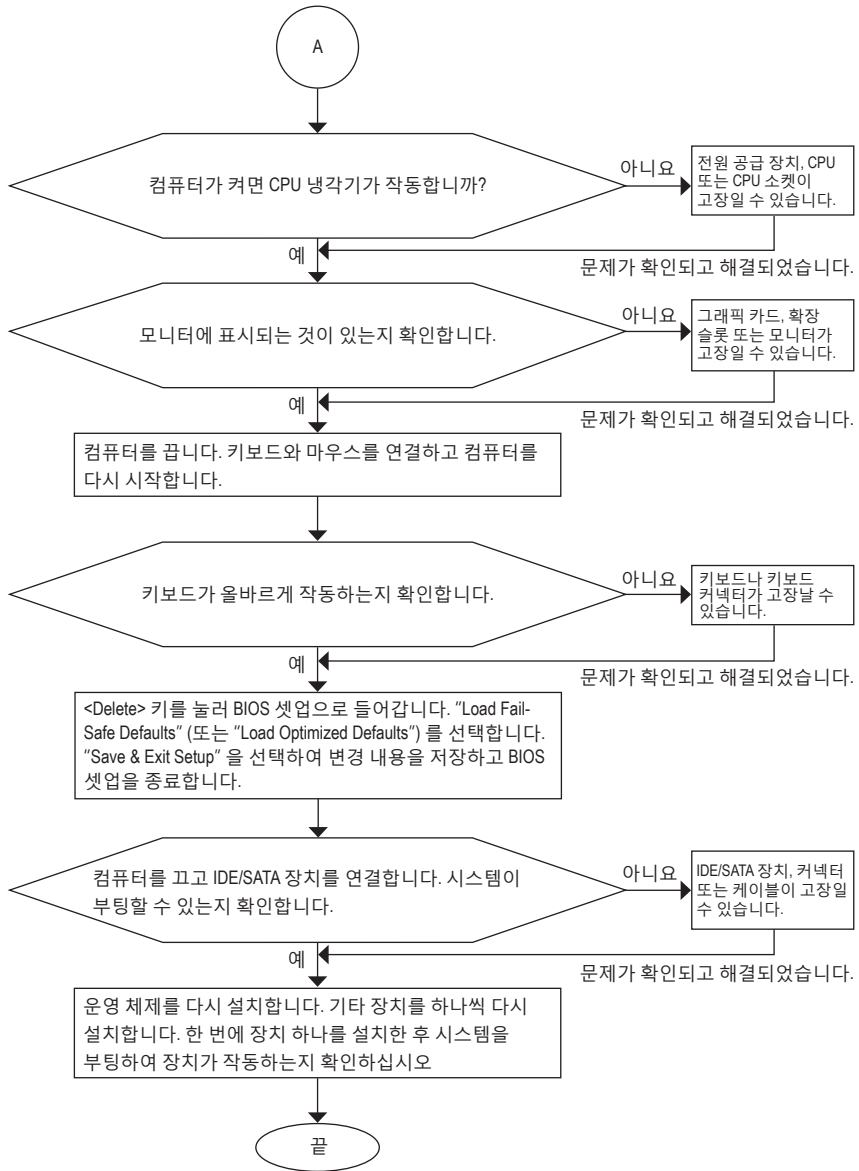 A
컴퓨터가 켜면 CPU 냉각기가 작동합니까?
아니요
전원 공급 장치, CPU
또는 CPU 소켓이
고장일 수 있습니다.
예
문제가 확인되고 해결되었습니다.
모니터에 표시되는 것이 있는지 확인합니다.
아니요
그래픽 카드, 확장
슬롯 또는 모니터가
고장일 수 있습니다.
예
문제가 확인되고 해결되었습니다.
컴퓨터를 끕니다. 키보드와 마우스를 연결하고 컴퓨터를
다시 시작합니다.
키보드가 올바르게 작동하는지 확인합니다.
아니요
키보드나 키보드
커넥터가 고장날 수
있습니다.
예
문제가 확인되고 해결되었습니다.
<Delete> 키를 눌러 BIOS 셋업으로 들어갑니다. "Load Fail-
Safe Defaults" (또는 "Load Optimized Defaults") 를 선택합니다.
"Save & Exit Setup" 을 선택하여 변경 내용을 저장하고 BIOS
셋업을 종료합니다.
컴퓨터를 끄고 IDE/SATA 장치를 연결합니다. 시스템이
부팅할 수 있는지 확인합니다.
아니요
IDE/SATA 장치, 커넥터
또는 케이블이 고장일
수 있습니다.
예
문제가 확인되고 해결되었습니다.
운영 체제를 다시 설치합니다. 기타 장치를 하나씩 다시
설치합니다. 한 번에 장치 하나를 설치한 후 시스템을
부팅하여 장치가 작동하는지 확인하십시오
끝